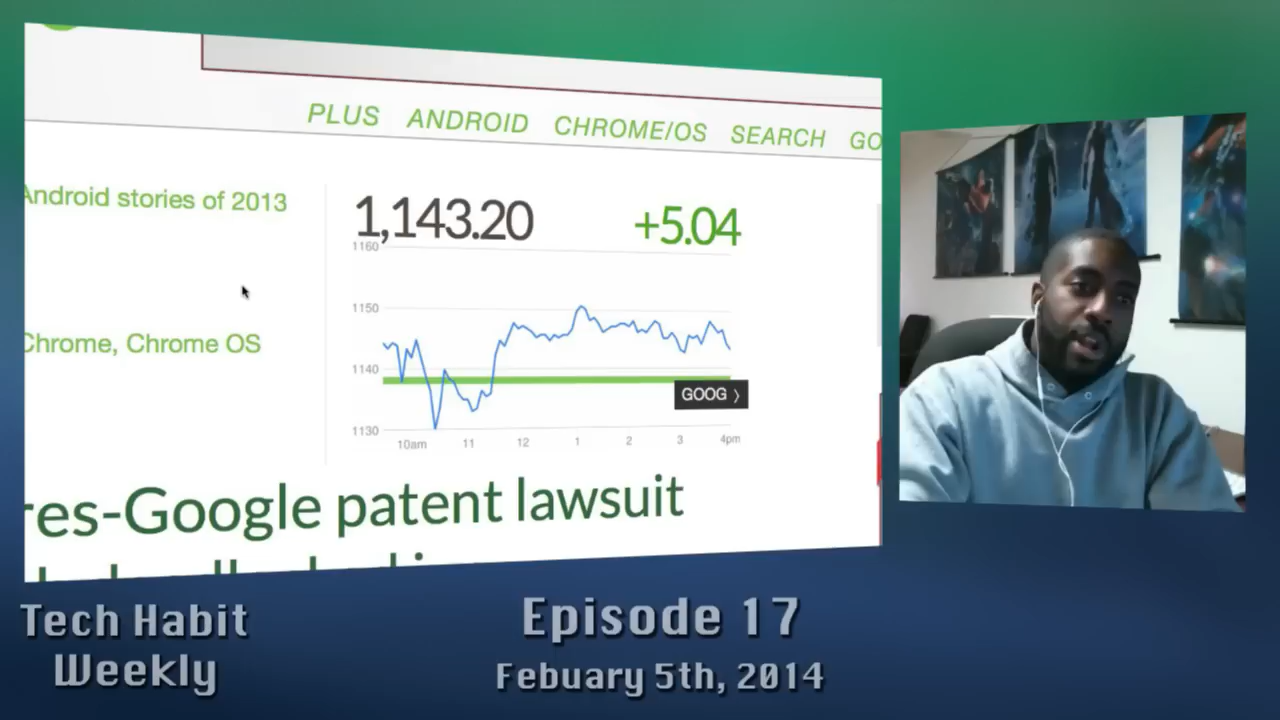 PLUS ANDROID CHROME/OS SEARCH GO
Android stories of 2013
1,143.20 +5.04
1160
1150
Chrome, Chrome OS
1140
GOOG 〉
1130
10am 11 12 1 2 3 4pm
res-Google patent lawsuit
Tech Habit
Weekly
Episode 17
Febuary 5th, 2014